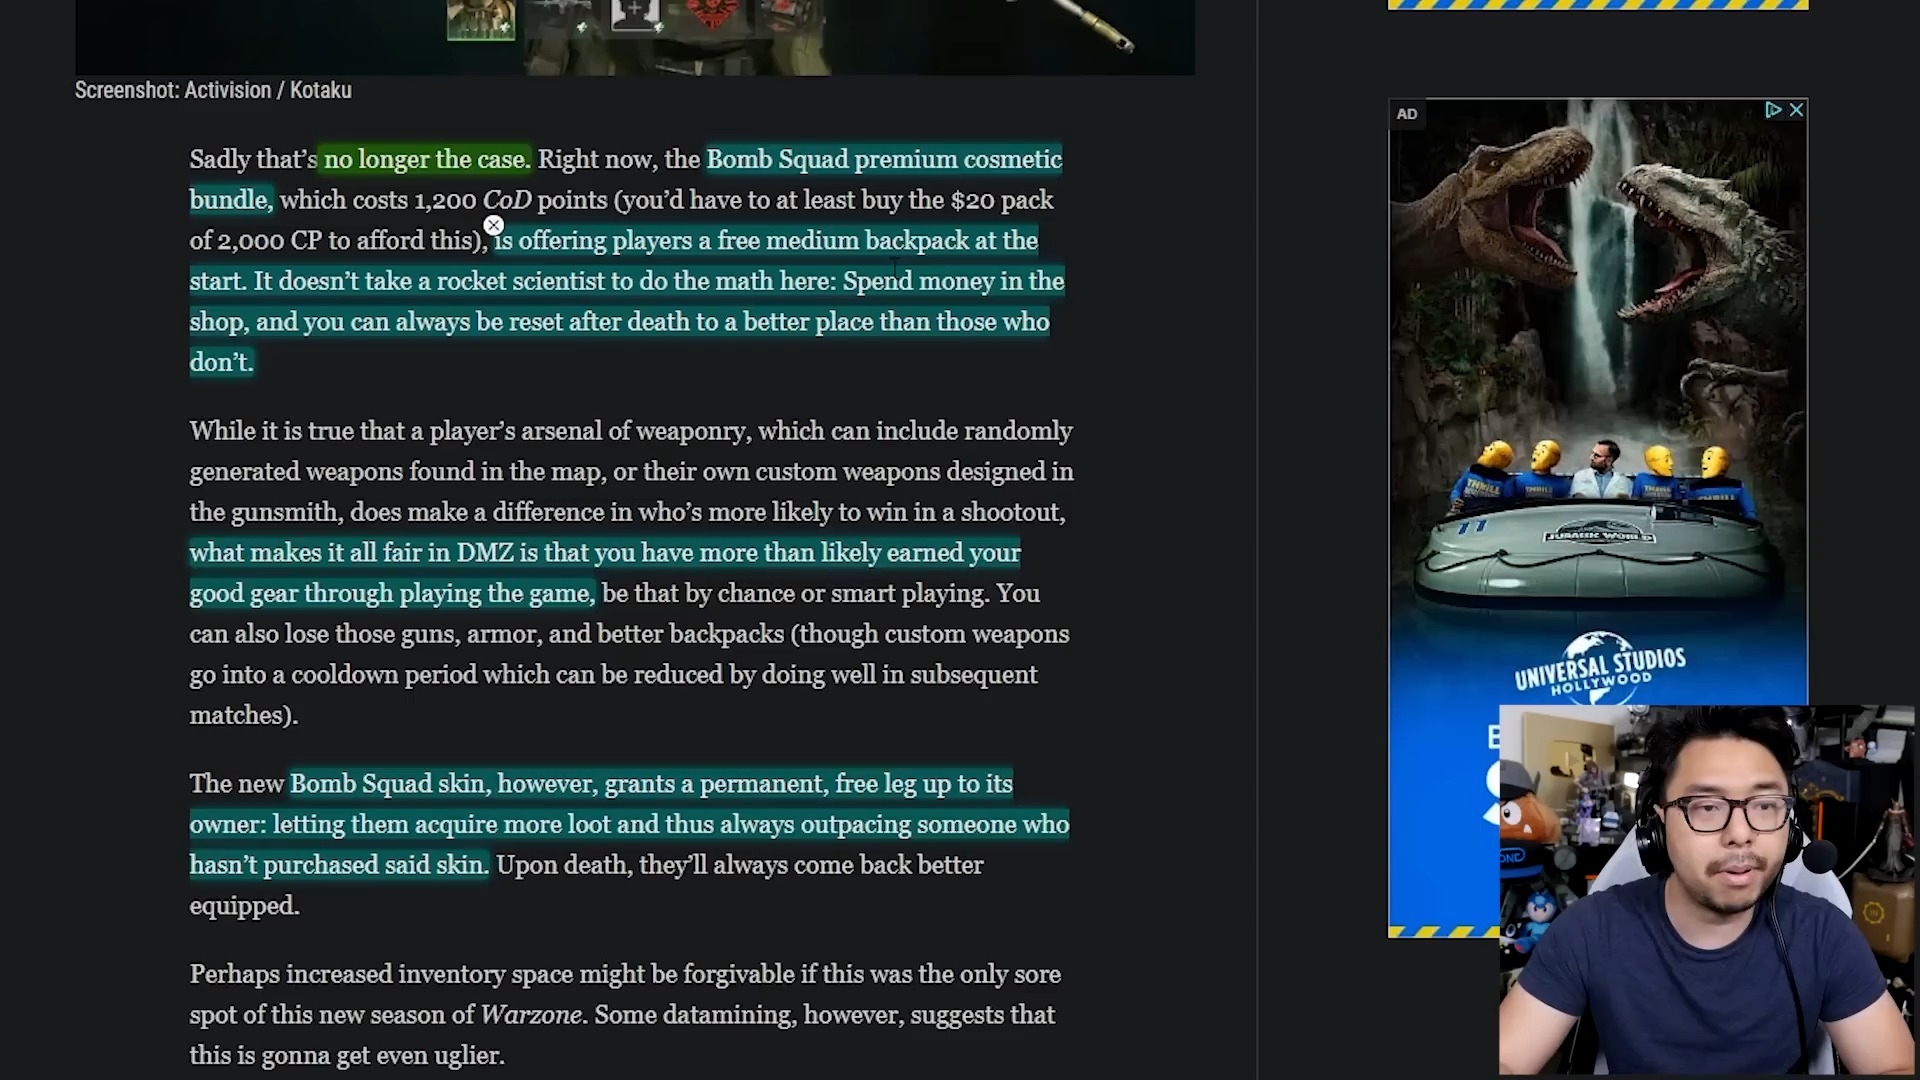 Screenshot: Activision / Kotaku
Sadly that’s no longer the case. Right now, the Bomb Squad premium cosmetic
bundle, which costs 1,200 CoD points (you’d have to at least buy the $20 pack
of 2,000 CP to afford this), is offering players a free medium backpack at the
start. It doesn’t take a rocket scientist to do the math here: Spend money in the
shop, and you can always be reset after death to a better place than those who
don’t.
While it is true that a player’s arsenal of weaponry, which can include randomly
generated weapons found in the map, or their own custom weapons designed in
the gunsmith, does make a difference in who’s more likely to win in a shootout,
what makes it all fair in DMZ is that you have more than likely earned your
good gear through playing the game, be that by chance or smart playing. You
can also lose those guns, armor, and better backpacks (though custom weapons
go into a cooldown period which can be reduced by doing well in subsequent
matches).
The new Bomb Squad skin, however, grants a permanent, free leg up to its
owner: letting them acquire more loot and thus always outpacing someone who
hasn’t purchased said skin. Upon death, they’ll always come back better
equipped.
Perhaps increased inventory space might be forgivable if this was the only sore
spot of this new season of Warzone. Some datamining, however, suggests that
this is gonna get even uglier.
AD
THRILL
THRILL
11
JURASSIC WORLD
UNIVERSAL STUDIOS
HOLLYWOOD